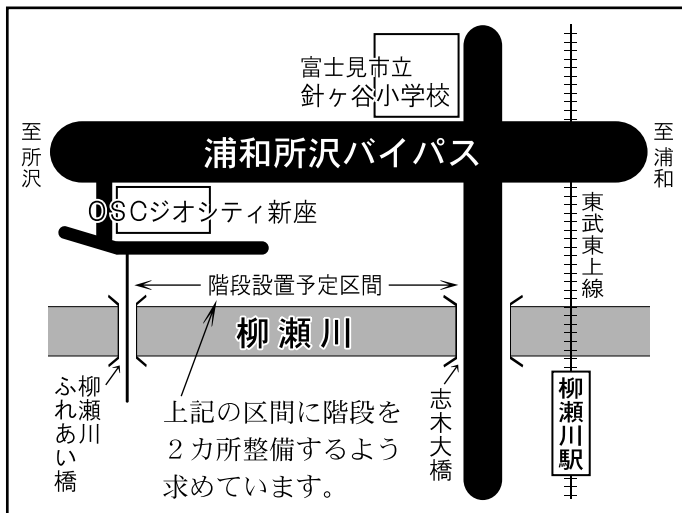 富士見市立
針ヶ谷小学校
至所沢
浦和所沢バイパス
至浦和
OSCジオシティ新座
東武東上線
階段設置予定区間
柳瀬川
柳瀬川
ふれあい橋
上記の区間に階段を
２カ所整備するよう
求めています。
志木大橋
柳瀬川駅